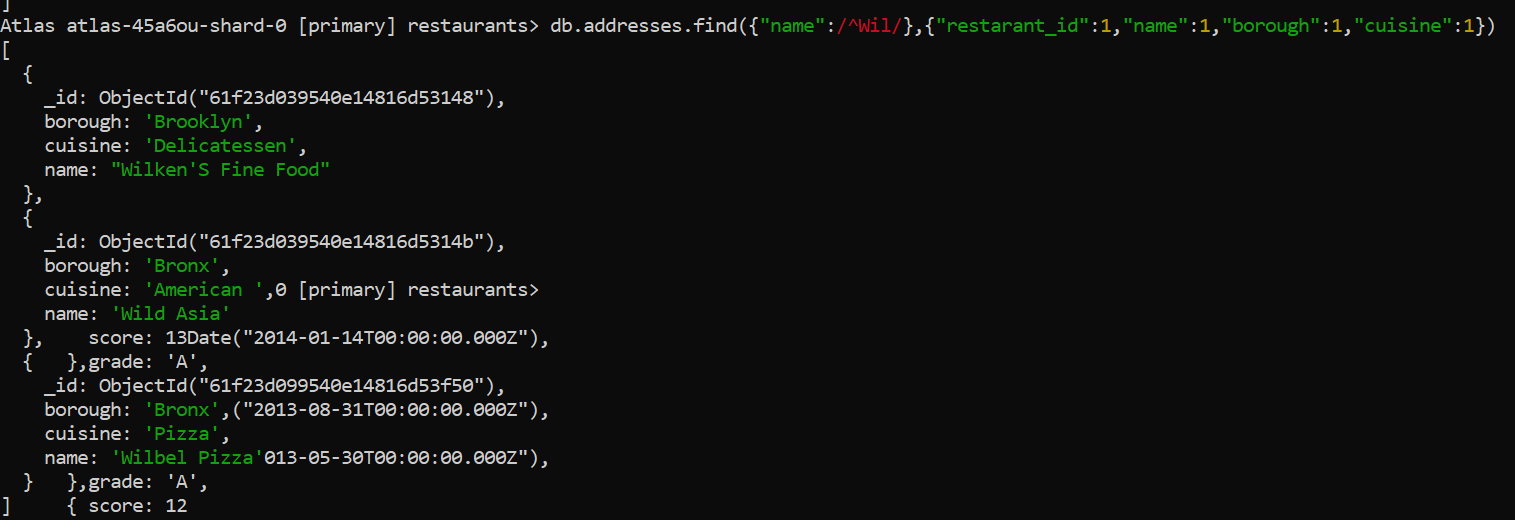 ]
Atlas atlas-45a6ou-shard-0 [primary] restaurants> db.addresses.find({"name":/^Wil/},{"restarant_id":1,"name":1,"borough":1,"cuisine":1})
[
  {
    _id: ObjectId("61f23d039540e14816d53148"),
    borough: 'Brooklyn',
    cuisine: 'Delicatessen',
    name: "Wilken'S Fine Food"
  },
  {
    _id: ObjectId("61f23d039540e14816d5314b"),
    borough: 'Bronx',
    cuisine: 'American ',0 [primary] restaurants>
    name: 'Wild Asia'
  },    score: 13Date("2014-01-14T00:00:00.000Z"),
  {   },grade: 'A',
    _id: ObjectId("61f23d099540e14816d53f50"),
    borough: 'Bronx',("2013-08-31T00:00:00.000Z"),
    cuisine: 'Pizza',
    name: 'Wilbel Pizza'013-05-30T00:00:00.000Z"),
  }   },grade: 'A',
]     { score: 12